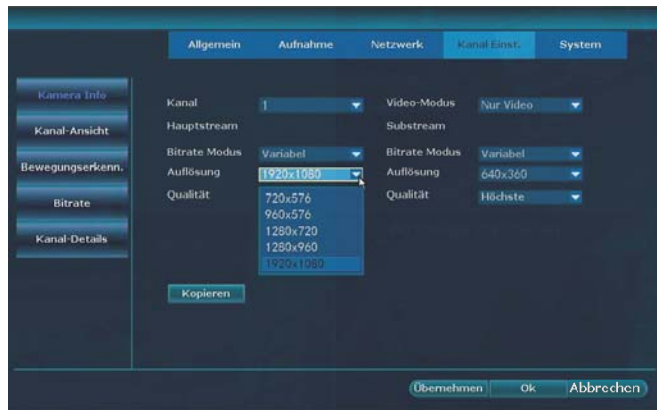 Allgemein Aufnahme Netzwerk Kanal Einst. System
Kamera Info
Kanal-Ansicht
Bewegungserkenn.
Bitrate
Kanal-Details
Kanal 1 Video-Modus Nur Video
Hauptstream Substream
Bitrate Modus Variabel Bitrate Modus Variabel
Auflösung 1920x1080 Auflösung 640x360
Qualität Qualität Höchste
720x576
960x576
1280x720
1280x960
1920x1080
Kopieren
Übernehmen Ok Abbrechen